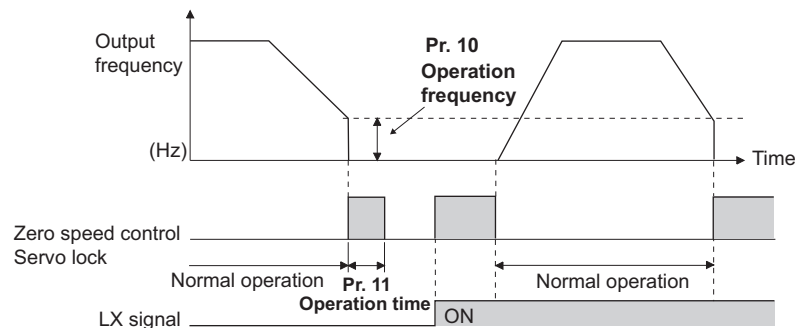 Output
frequency
Pr. 10
Operation
frequency
(Hz)
Time
Zero speed control
Servo lock
Normal operation
Pr. 11
Operation time
Normal operation
LX signal
ON